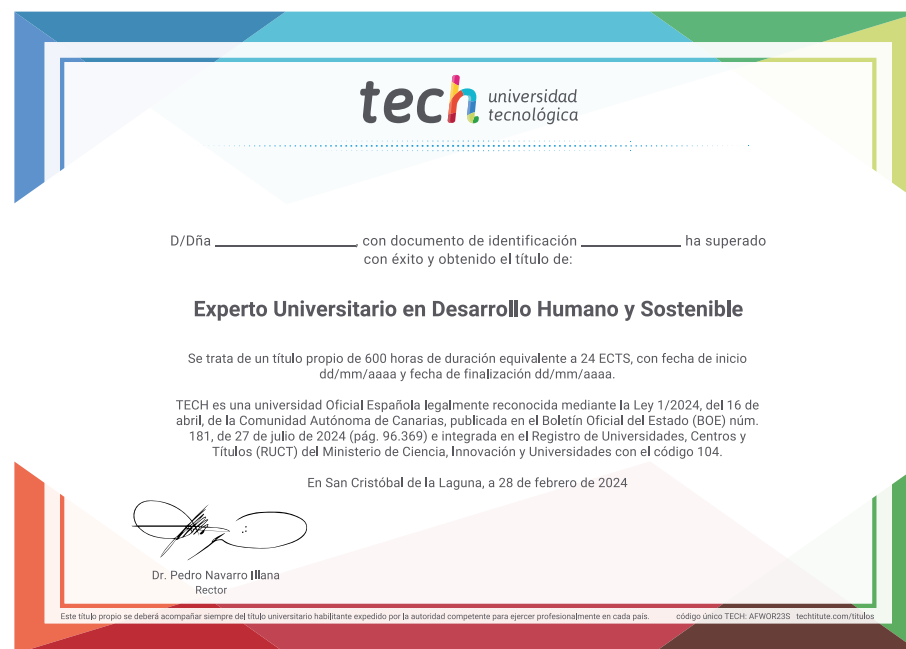 tech universidad
tecnológica
D/Dña ____________, con documento de identificación ____________ ha superado
con éxito y obtenido el título de:
Experto Universitario en Desarrollo Humano y Sostenible
Se trata de un título propio de 600 horas de duración equivalente a 24 ECTS, con fecha de inicio
dd/mm/aaaa y fecha de finalización dd/mm/aaaa.
TECH es una universidad Oficial Española legalmente reconocida mediante la Ley 1/2024, del 16 de
abril, de la Comunidad Autónoma de Canarias, publicada en el Boletín Oficial del Estado (BOE) núm.
181, de 27 de julio de 2024 (pág. 96.369) e integrada en el Registro de Universidades, Centros y
Títulos (RUCT) del Ministerio de Ciencia, Innovación y Universidades con el código 104.
En San Cristóbal de la Laguna, a 28 de febrero de 2024
Dr. Pedro Navarro Illana
Rector
Este título propio se deberá acompañar siempre del título universitario habilitante expedido por la autoridad competente para ejercer profesionalmente en cada país. código único TECH: AFWOR23S techtitute.com/titulos